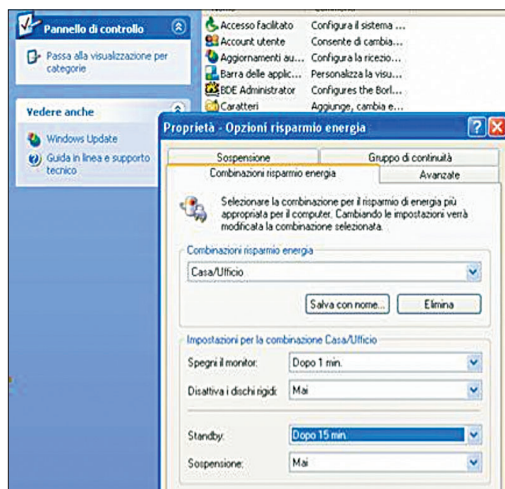 Pannello di controllo
Passa alla visualizzazione per
categorie
Vedere anche
Windows Update
Guida in linea e supporto
tecnico
Accesso facilitato Configura il sistema ...
Account utente Consente di cambia...
Aggiornamenti au... Configura la ricezio...
Barra delle applic... Personalizza la visu...
BDE Administrator Configures the Borl...
Caratteri Aggiunge, cambia e...
Proprietà - Opzioni risparmio energia
Sospensione Gruppo di continuità
Combinazioni risparmio energia Avanzate
Selezionare la combinazione per il risparmio di energia più
appropriata per il computer. Cambiando le impostazioni verrà
modificata la combinazione selezionata.
Combinazioni risparmio energia
Casa/Ufficio
Salva con nome... Elimina
Impostazioni per la combinazione Casa/Ufficio
Spegni il monitor: Dopo 1 min.
Disattiva i dischi rigidi: Mai
Standby: Dopo 15 min.
Sospensione: Mai